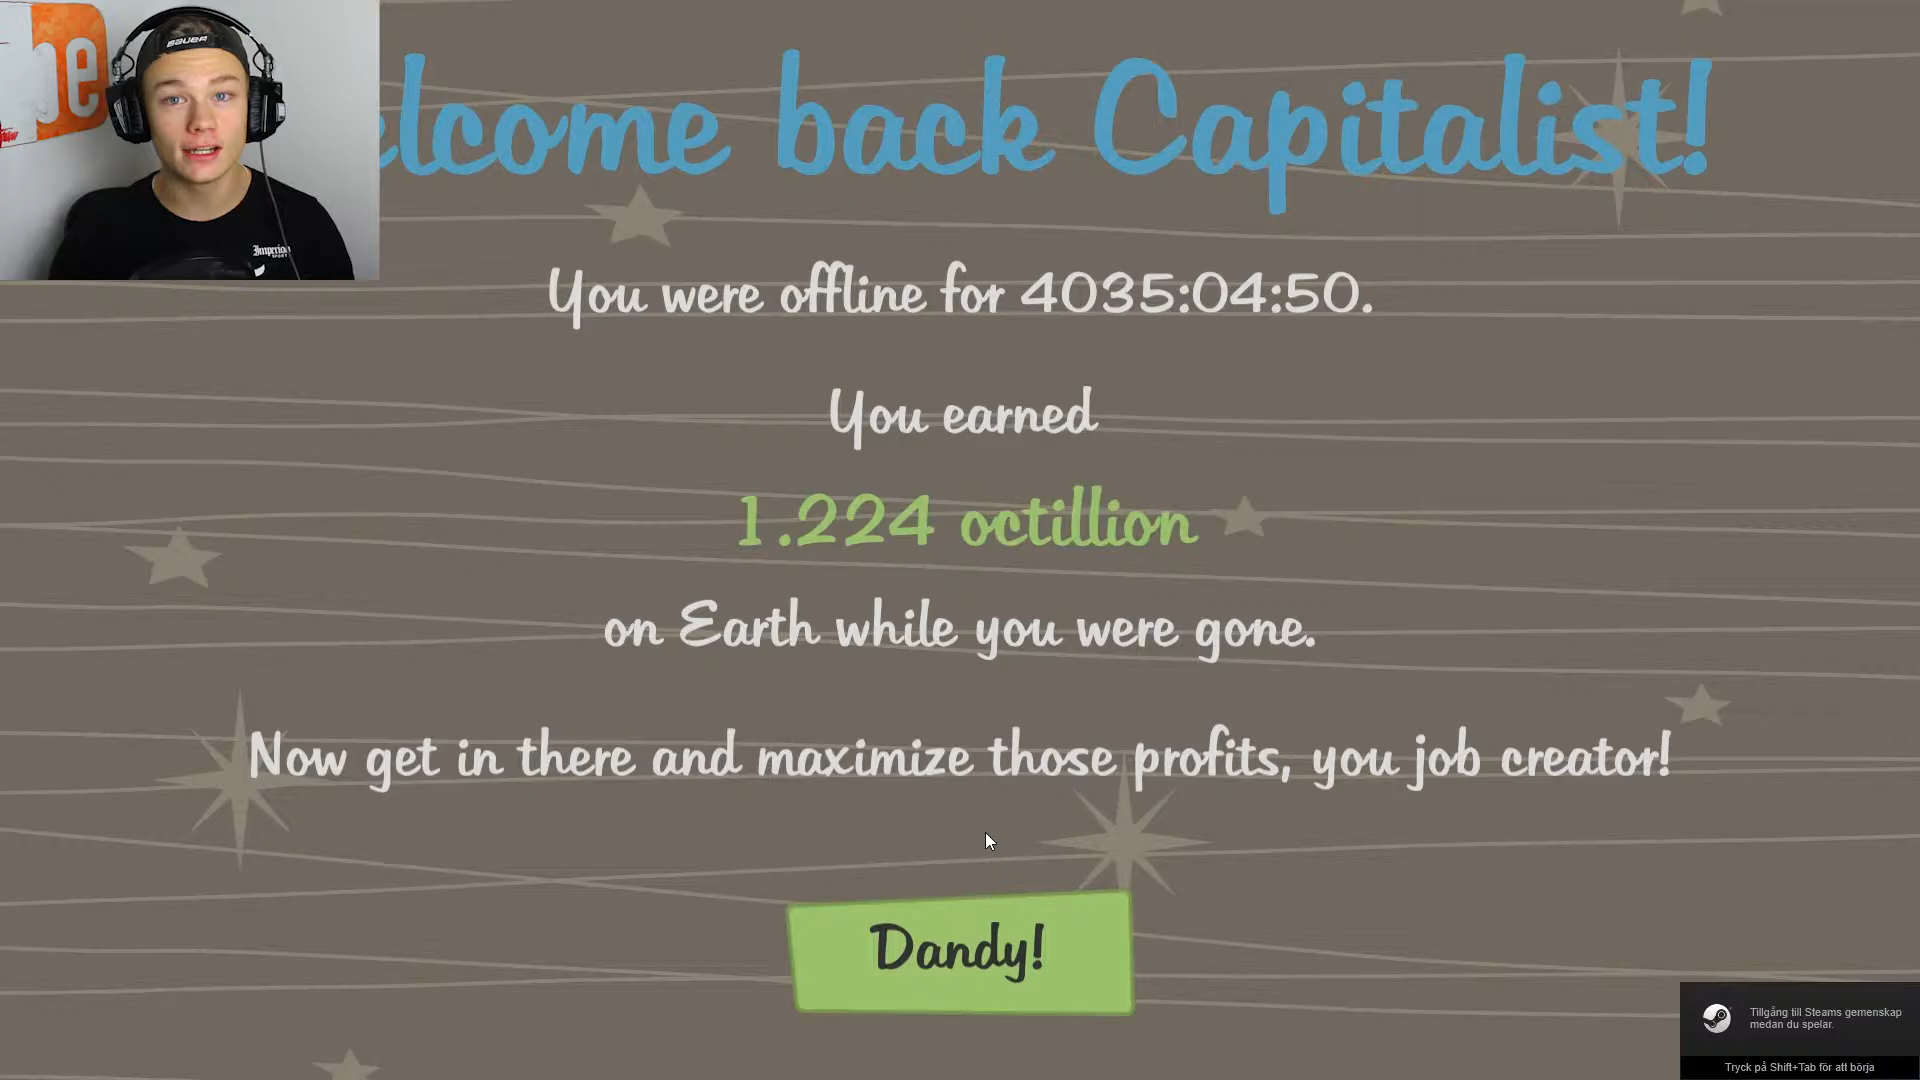 be
BAUER
elcome back Capitalist!
You were offline for 4035:04:50.
You earned
1.224 octillion
on Earth while you were gone.
Now get in there and maximize those profits, you job creator!
Dandy!
Tillgång till Steams gemenskap
medan du spelar.
Tryck på Shift+Tab för att börja